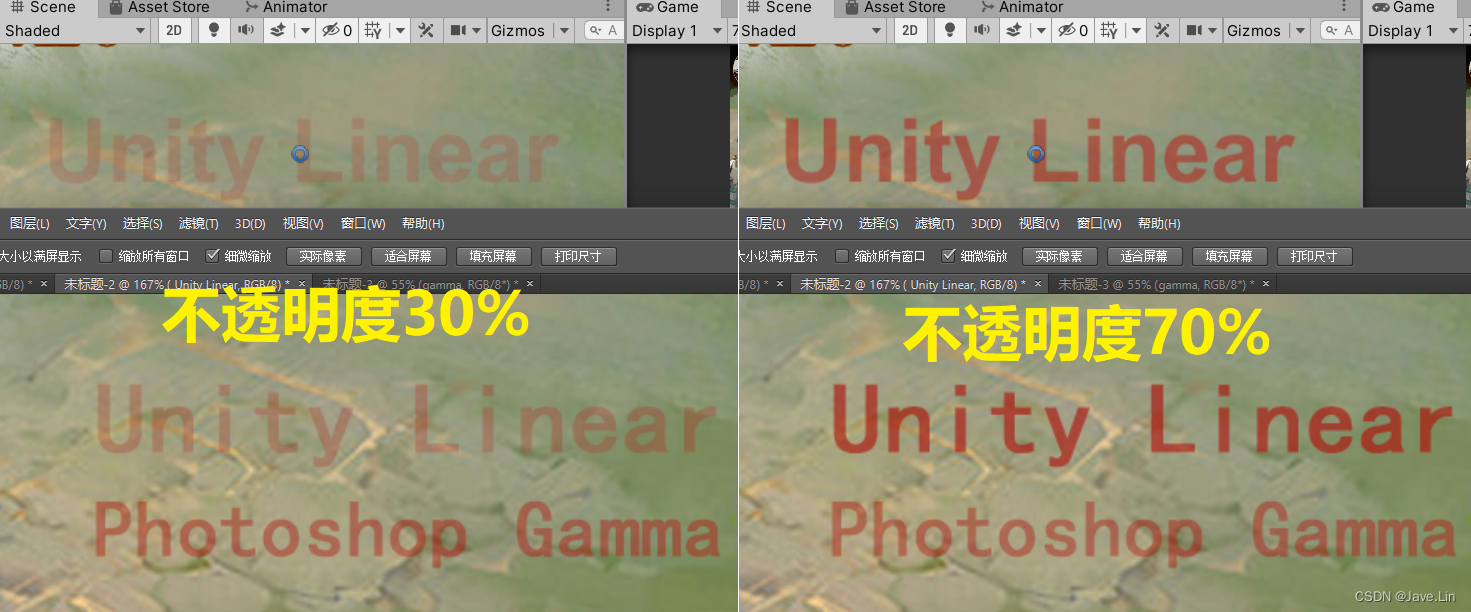 Scene Asset Store Animator Game
Shaded 2D 0 Gizmos A Display 1
Unity Linear
图层(L) 文字(Y) 选择(S) 滤镜(T) 3D(D) 视图(V) 窗口(W) 帮助(H)
大小以满屏显示 缩放所有窗口 细微缩放 实际像素 适合屏幕 填充屏幕 打印尺寸
B/8) * × 未标题-2 @ 167% ( Unity Linear, RGB/8) * × 未标题-2 @ 55% (gamma, RGB/8*) * ×
不透明度30%
Unity Linear
Photoshop Gamma
Scene Asset Store Animator Game
Shaded 2D 0 Gizmos A Display 1
Unity Linear
图层(L) 文字(Y) 选择(S) 滤镜(T) 3D(D) 视图(V) 窗口(W) 帮助(H)
大小以满屏显示 缩放所有窗口 细微缩放 实际像素 适合屏幕 填充屏幕 打印尺寸
B/8) * × 未标题-2 @ 167% ( Unity Linear, RGB/8) * × 未标题-3 @ 55% (gamma, RGB/8*) * ×
不透明度70%
Unity Linear
Photoshop Gamma
CSDN @Jave.Lin